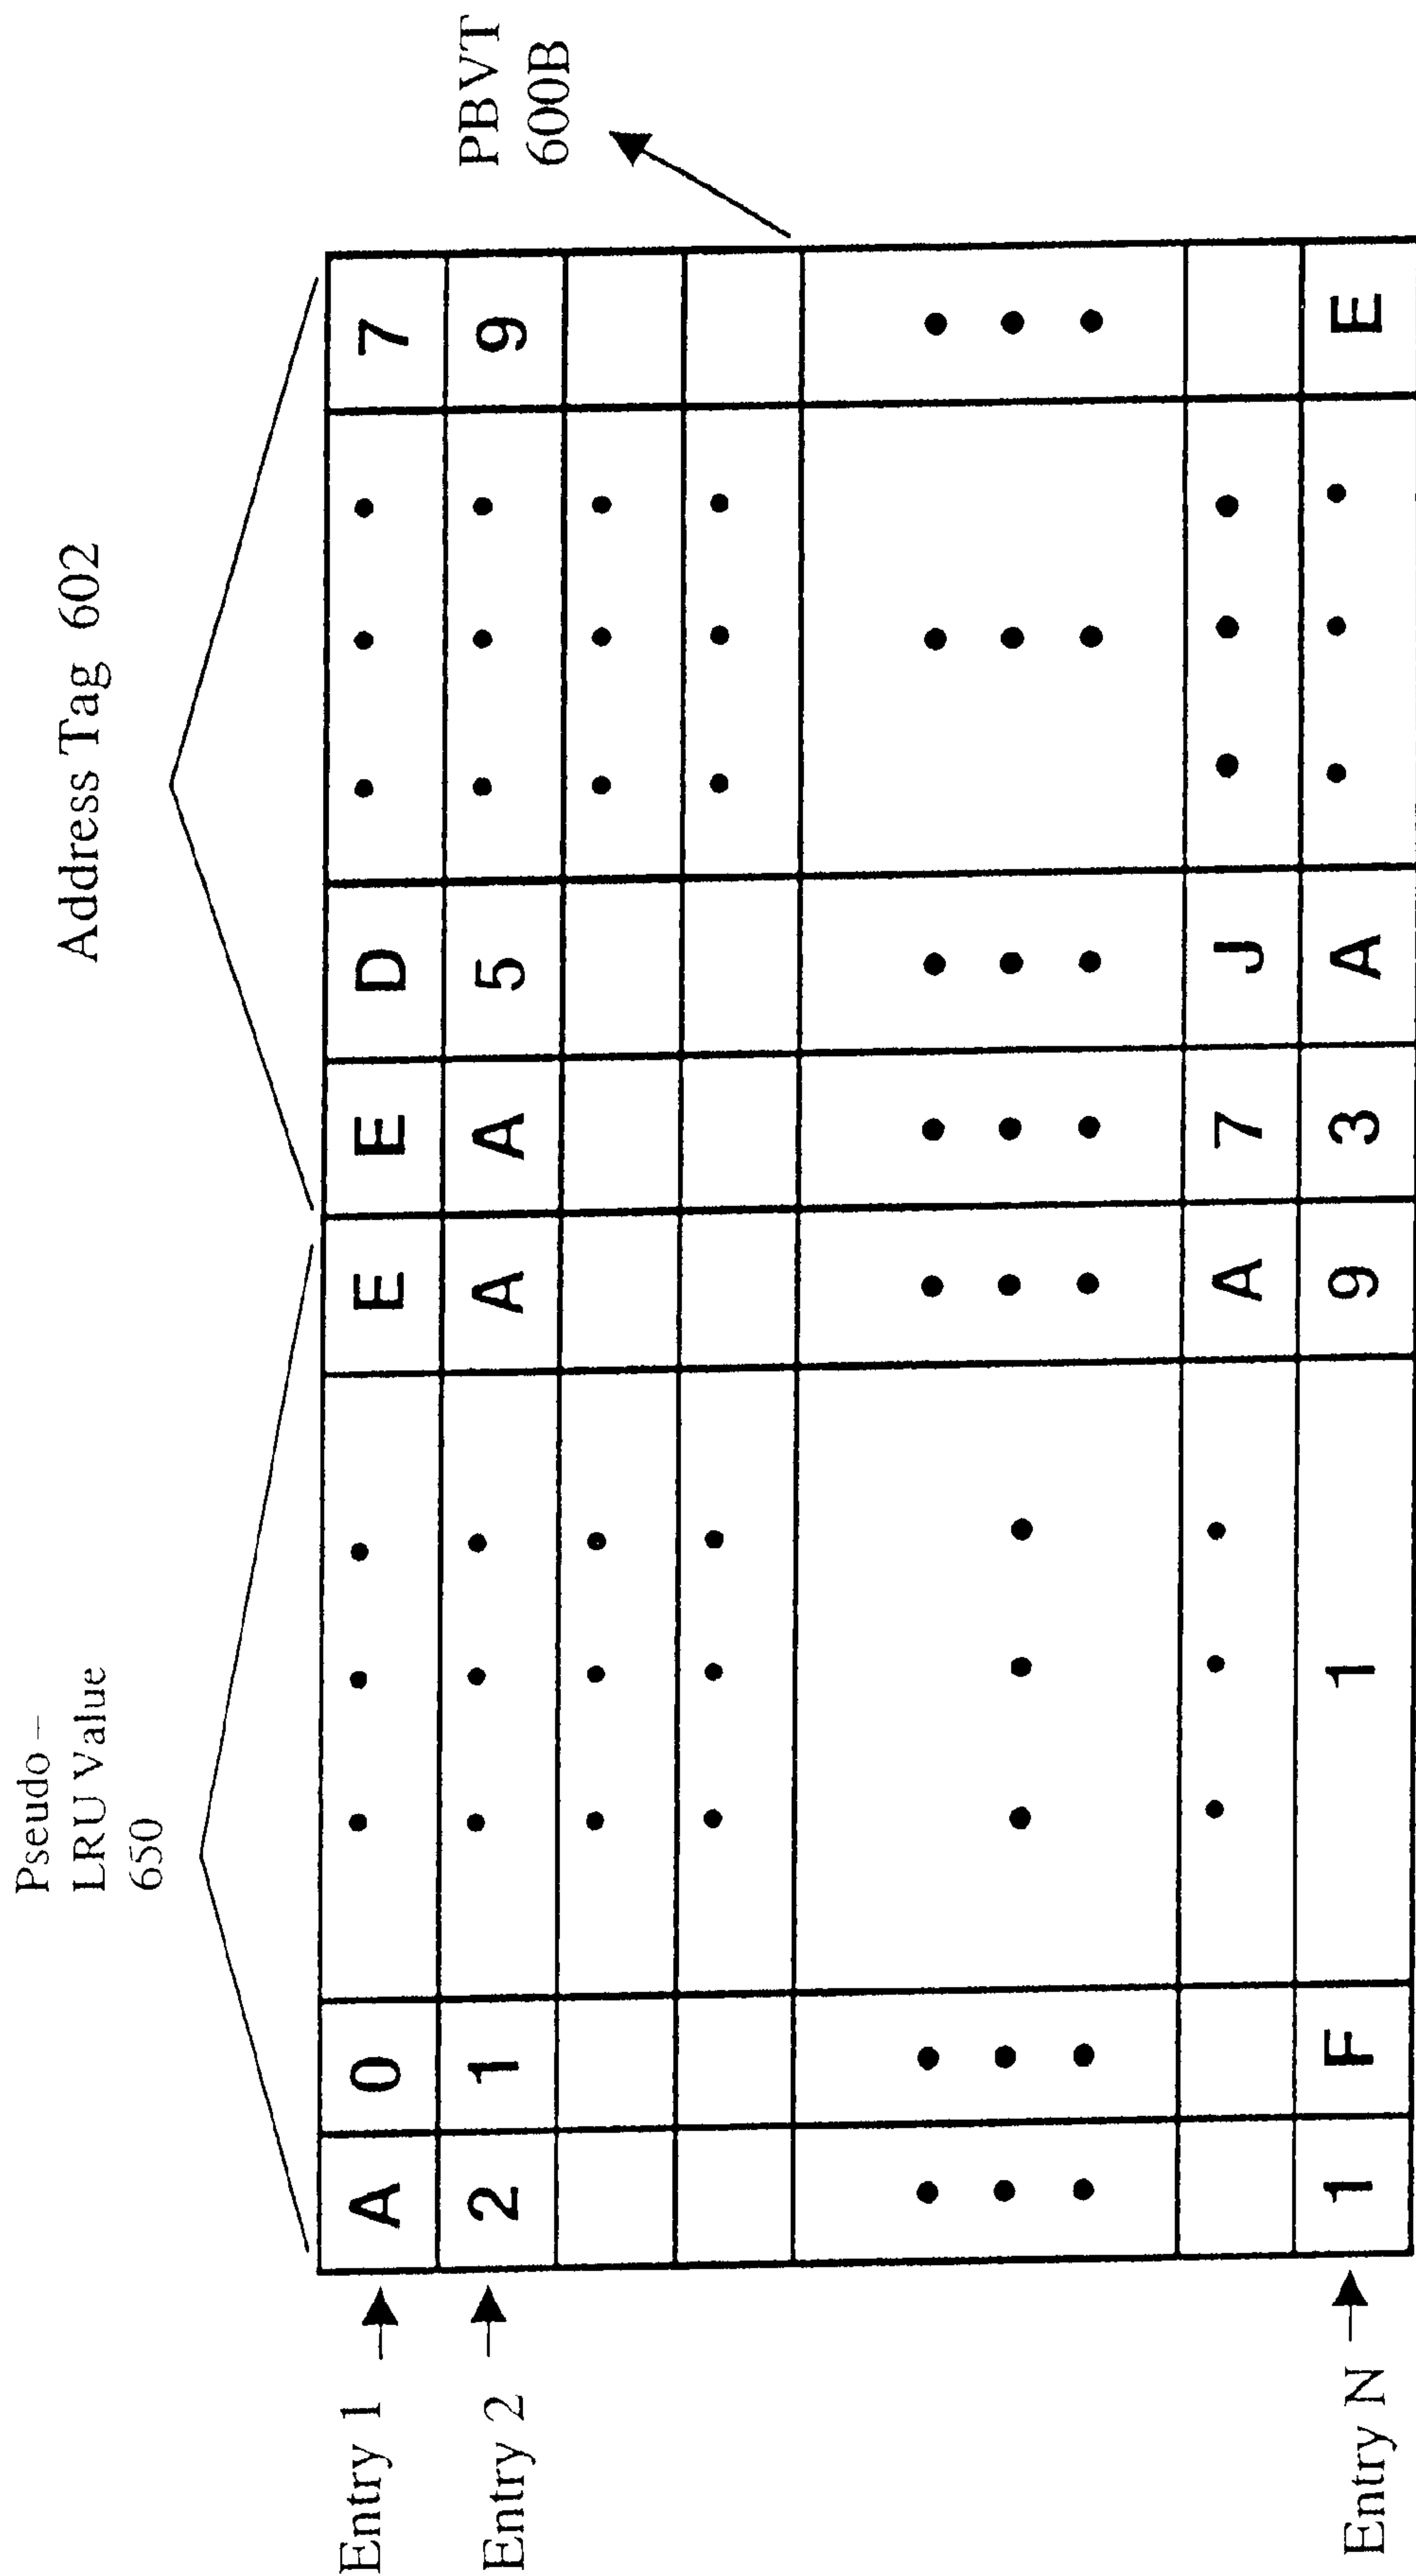 Pseudo –
LRU Value
650
Address Tag 602
PBVT
600B
Entry 1 A 0 • • • E E D • • • 7
Entry 2 2 1 • • • A A 5 • • • 9
• • • • • •
• • • • • •
• • • • • • • • • • • • • • • • • • • • • • • •
• • • A 7 J • • •
Entry N 1 F 1 9 3 A • • • E